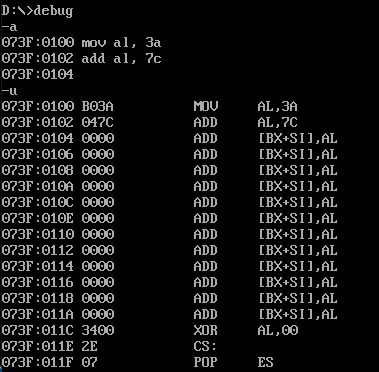 D:\>debug
-a
073F:0100 mov al, 3a
073F:0102 add al, 7c
073F:0104
-u
073F:0100 B03A MOV AL,3A
073F:0102 047C ADD AL,7C
073F:0104 0000 ADD [BX+SI],AL
073F:0106 0000 ADD [BX+SI],AL
073F:0108 0000 ADD [BX+SI],AL
073F:010A 0000 ADD [BX+SI],AL
073F:010C 0000 ADD [BX+SI],AL
073F:010E 0000 ADD [BX+SI],AL
073F:0110 0000 ADD [BX+SI],AL
073F:0112 0000 ADD [BX+SI],AL
073F:0114 0000 ADD [BX+SI],AL
073F:0116 0000 ADD [BX+SI],AL
073F:0118 0000 ADD [BX+SI],AL
073F:011A 0000 ADD [BX+SI],AL
073F:011C 3400 XOR AL,00
073F:011E 2E CS:
073F:011F 07 POP ES